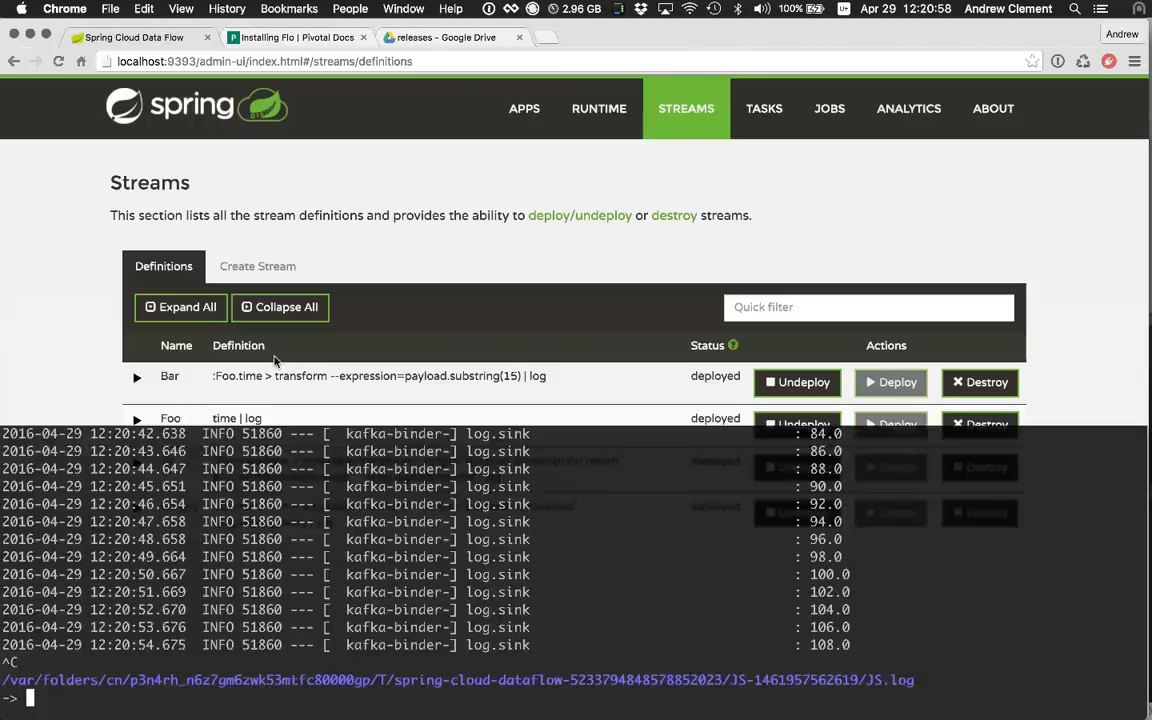 Chrome File Edit View History Bookmarks People Window Help 2.96 GB 100% Apr 29 12:20:58 Andrew Clement
Spring Cloud Data Flow × Installing Flo | Pivotal Docs × releases - Google Drive × Andrew
localhost:9393/admin-ui/index.html#/streams/definitions
spring APPS RUNTIME STREAMS TASKS JOBS ANALYTICS ABOUT
Streams
This section lists all the stream definitions and provides the ability to deploy/undeploy or destroy streams.
Definitions Create Stream
Expand All Collapse All Quick filter
Name Definition Status Actions
Bar :Foo.time > transform --expression=payload.substring(15) | log deployed Undeploy Deploy Destroy
Foo time | log deployed Undeploy Deploy Destroy
2016-04-29 12:20:42.638 INFO 51860 --- [ kafka-binder-] log.sink : 84.0
2016-04-29 12:20:43.646 INFO 51860 --- [ kafka-binder-] log.sink : 86.0
2016-04-29 12:20:44.647 INFO 51860 --- [ kafka-binder-] log.sink : 88.0
2016-04-29 12:20:45.651 INFO 51860 --- [ kafka-binder-] log.sink : 90.0
2016-04-29 12:20:46.654 INFO 51860 --- [ kafka-binder-] log.sink : 92.0
2016-04-29 12:20:47.658 INFO 51860 --- [ kafka-binder-] log.sink : 94.0
2016-04-29 12:20:48.658 INFO 51860 --- [ kafka-binder-] log.sink : 96.0
2016-04-29 12:20:49.664 INFO 51860 --- [ kafka-binder-] log.sink : 98.0
2016-04-29 12:20:50.667 INFO 51860 --- [ kafka-binder-] log.sink : 100.0
2016-04-29 12:20:51.669 INFO 51860 --- [ kafka-binder-] log.sink : 102.0
2016-04-29 12:20:52.670 INFO 51860 --- [ kafka-binder-] log.sink : 104.0
2016-04-29 12:20:53.676 INFO 51860 --- [ kafka-binder-] log.sink : 106.0
2016-04-29 12:20:54.675 INFO 51860 --- [ kafka-binder-] log.sink : 108.0
^C
/var/folders/cn/p3n4rh_n6z7gm6zwk53mtfc80000gp/T/spring-cloud-dataflow-5233794848578852023/JS-1461957562619/JS.log
->